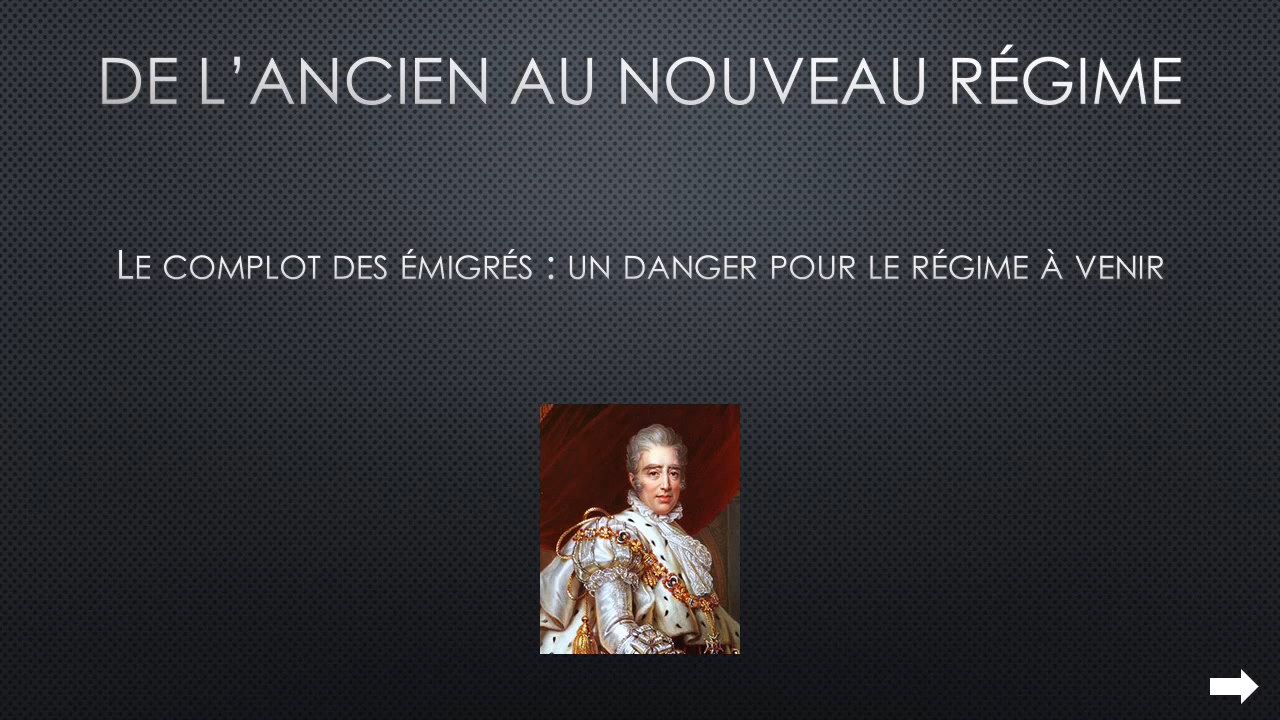 DE L’ANCIEN AU NOUVEAU RÉGIME
LE COMPLOT DES ÉMIGRÉS : UN DANGER POUR LE RÉGIME À VENIR